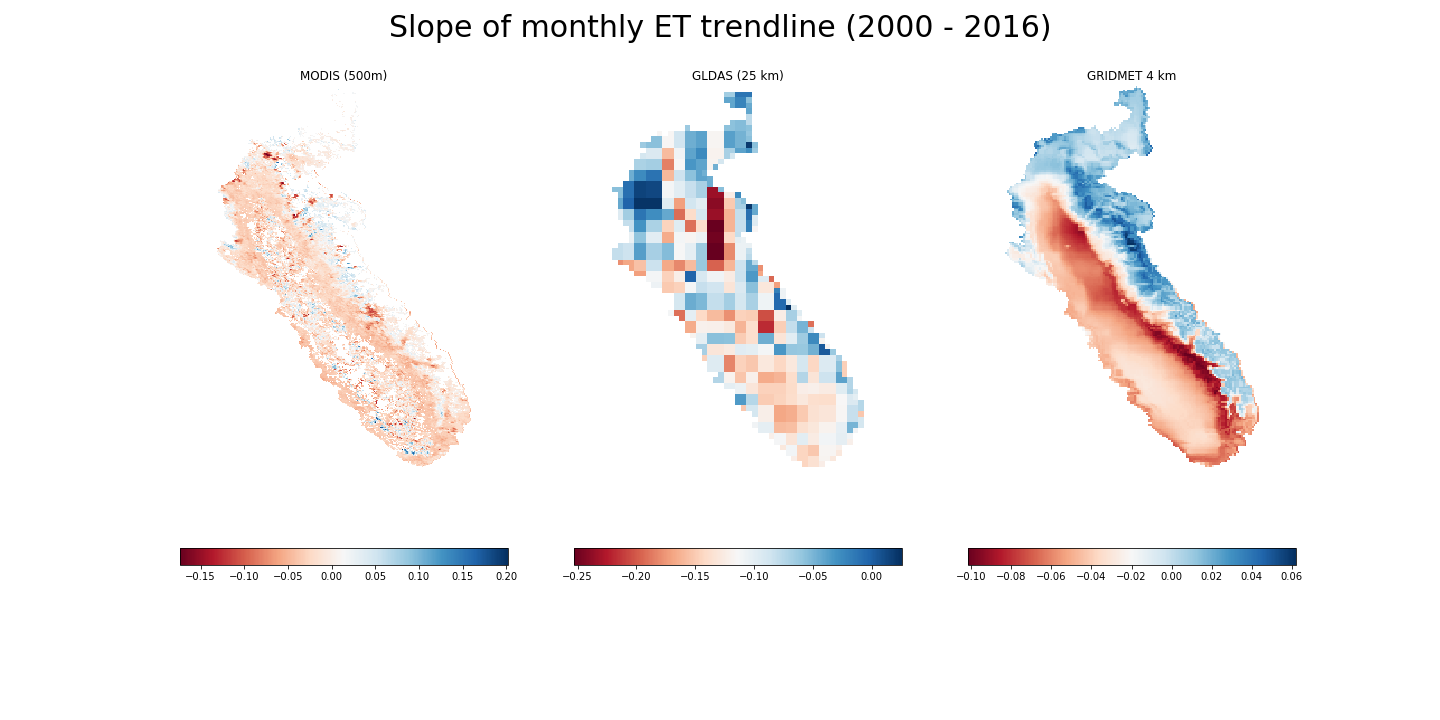 Slope of monthly ET trendline (2000 - 2016)
MODIS (500m)
GLDAS (25 km)
GRIDMET 4 km
−0.15 −0.10 −0.05 0.00 0.05 0.10 0.15 0.20
−0.25 −0.20 −0.15 −0.10 −0.05 0.00
−0.10 −0.08 −0.06 −0.04 −0.02 0.00 0.02 0.04 0.06